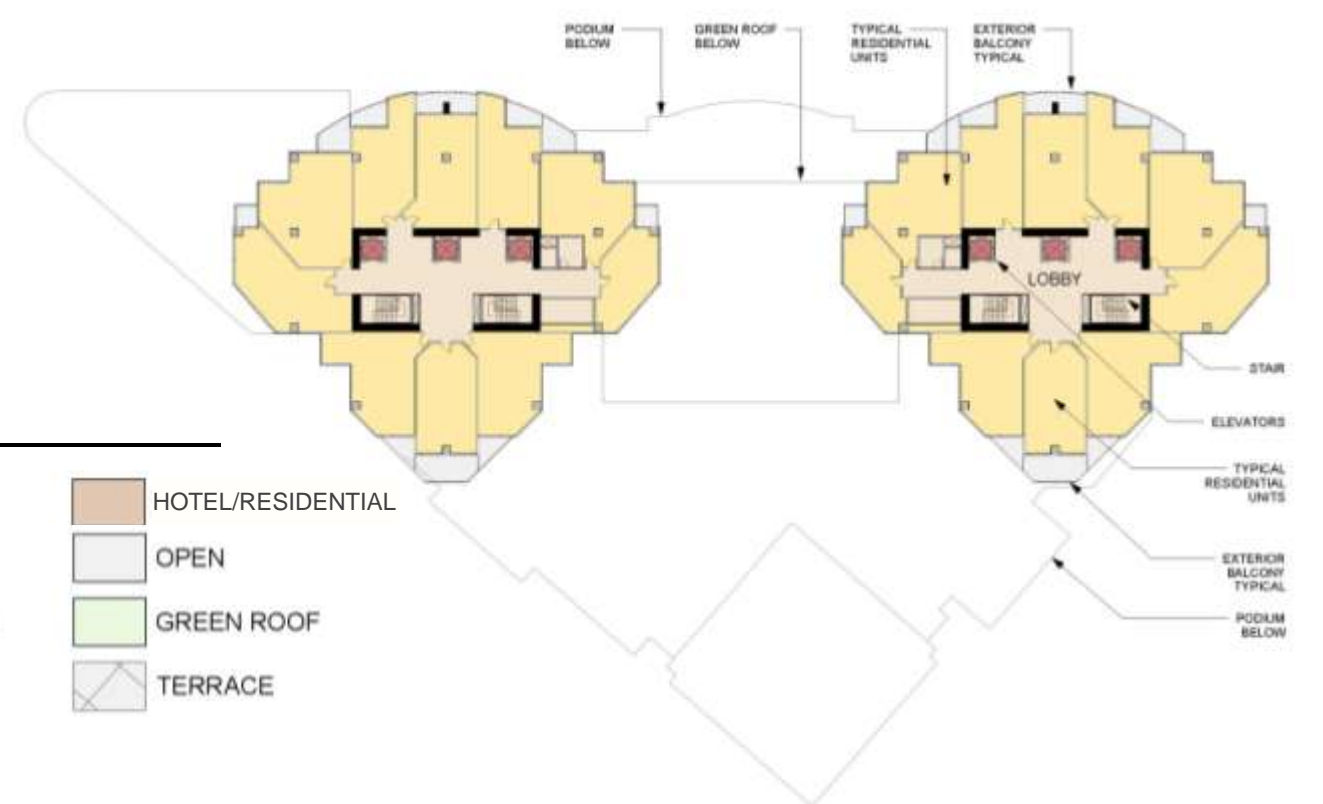 PODIUM
BELOW
GREEN ROOF
BELOW
TYPICAL
RESIDENTIAL
UNITS
EXTERIOR
BALCONY
TYPICAL
LOBBY
STAIR
ELEVATORS
TYPICAL
RESIDENTIAL
UNITS
EXTERIOR
BALCONY
TYPICAL
PODIUM
BELOW
HOTEL/RESIDENTIAL
OPEN
GREEN ROOF
TERRACE